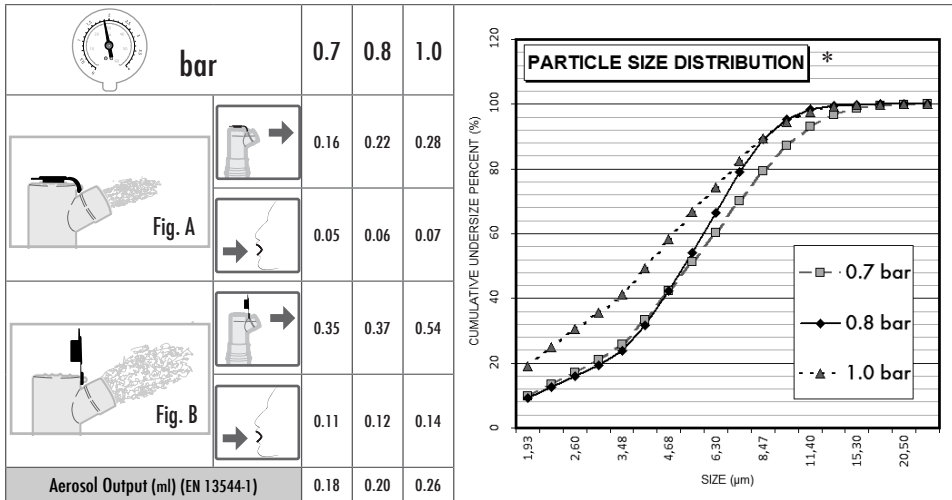 bar 0.7 0.8 1.0
0.16 0.22 0.28
Fig. A
0.05 0.06 0.07
0.35 0.37 0.54
Fig. B
0.11 0.12 0.14
Aerosol Output (ml) (EN 13544-1) 0.18 0.20 0.26
PARTICLE SIZE DISTRIBUTION *
CUMULATIVE UNDERSIZE PERCENT (%)
120
100
80
60
40
20
0
0.7 bar
0.8 bar
1.0 bar
1,93 2,60 3,48 4,68 6,30 8,47 11,40 15,30 20,50
SIZE (µm)